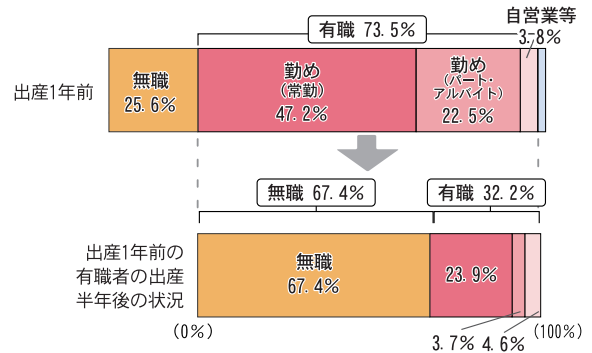 自営業等
有職 73.5%
3.8%
出産1年前
無職
25.6%
勤め
(常勤)
47.2%
勤め
(パート・
アルバイト)
22.5%
無職 67.4%
有職 32.2%
出産1年前の
有職者の出産
半年後の状況
無職
67.4%
23.9%
(0%)
3.7%
4.6%
(100%)